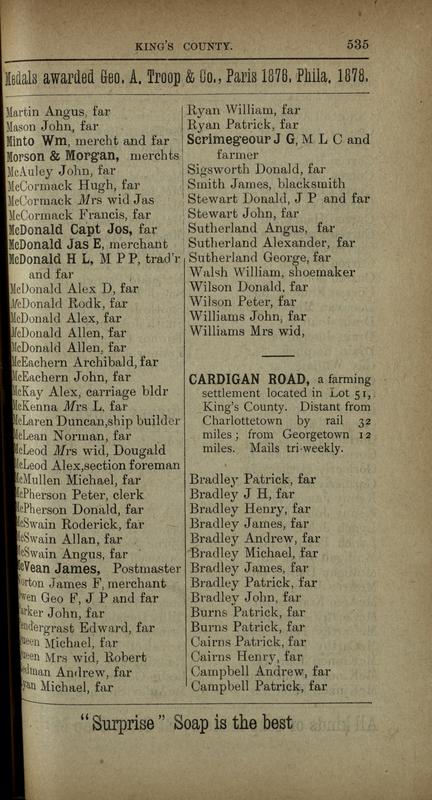 KING'S COUNTY. 535
Medals awarded Geo. A. Troop & Co., Paris 1878, Phila. 1878.
Martin Angus, far
Mason John, far
Minto Wm, mercht and far
Morson & Morgan, merchts
McAuley John, far
McCormack Hugh, far
McCormack Mrs wid Jas
McCormack Francis, far
McDonald Capt Jos, far
McDonald Jas E, merchant
McDonald H L, M P P, trad'r
and far
McDonald Alex D, far
McDonald Rodk, far
McDonald Alex, far
McDonald Allen, far
McDonald Allen, far
McEachern Archibald, far
McEachern John, far
McKay Alex, carriage bldr
McKenna Mrs L, far
McLaren Duncan, ship builder
McLean Norman, far
McLeod Mrs wid, Dougald
McLeod Alex, section foreman
McMullen Michael, far
McPherson Peter, clerk
McPherson Donald, far
McSwain Roderick, far
McSwain Allan, far
McSwain Angus, far
McVean James, Postmaster
orton James F, merchant
wen Geo F, J P and far
arker John, far
endergrast Edward, far
ueen Michael, far
ueen Mrs wid, Robert
edman Andrew, far
yan Michael, far
Ryan William, far
Ryan Patrick, far
Scrimegeour J G, M L C and
farmer
Sigsworth Donald, far
Smith James, blacksmith
Stewart Donald, J P and far
Stewart John, far
Sutherland Angus, far
Sutherland Alexander, far
Sutherland George, far
Walsh William, shoemaker
Wilson Donald, far
Wilson Peter, far
Williams John, far
Williams Mrs wid,
CARDIGAN ROAD, a farming
settlement located in Lot 51,
King's County. Distant from
Charlottetown by rail 32
miles; from Georgetown 12
miles. Mails tri-weekly.
Bradley Patrick, far
Bradley J H, far
Bradley Henry, far
Bradley James, far
Bradley Andrew, far
Bradley Michael, far
Bradley James, far
Bradley Patrick, far
Bradley John, far
Burns Patrick, far
Burns Patrick, far
Cairns Patrick, far
Cairns Henry, far
Campbell Andrew, far
Campbell Patrick, far
"Surprise" Soap is the best